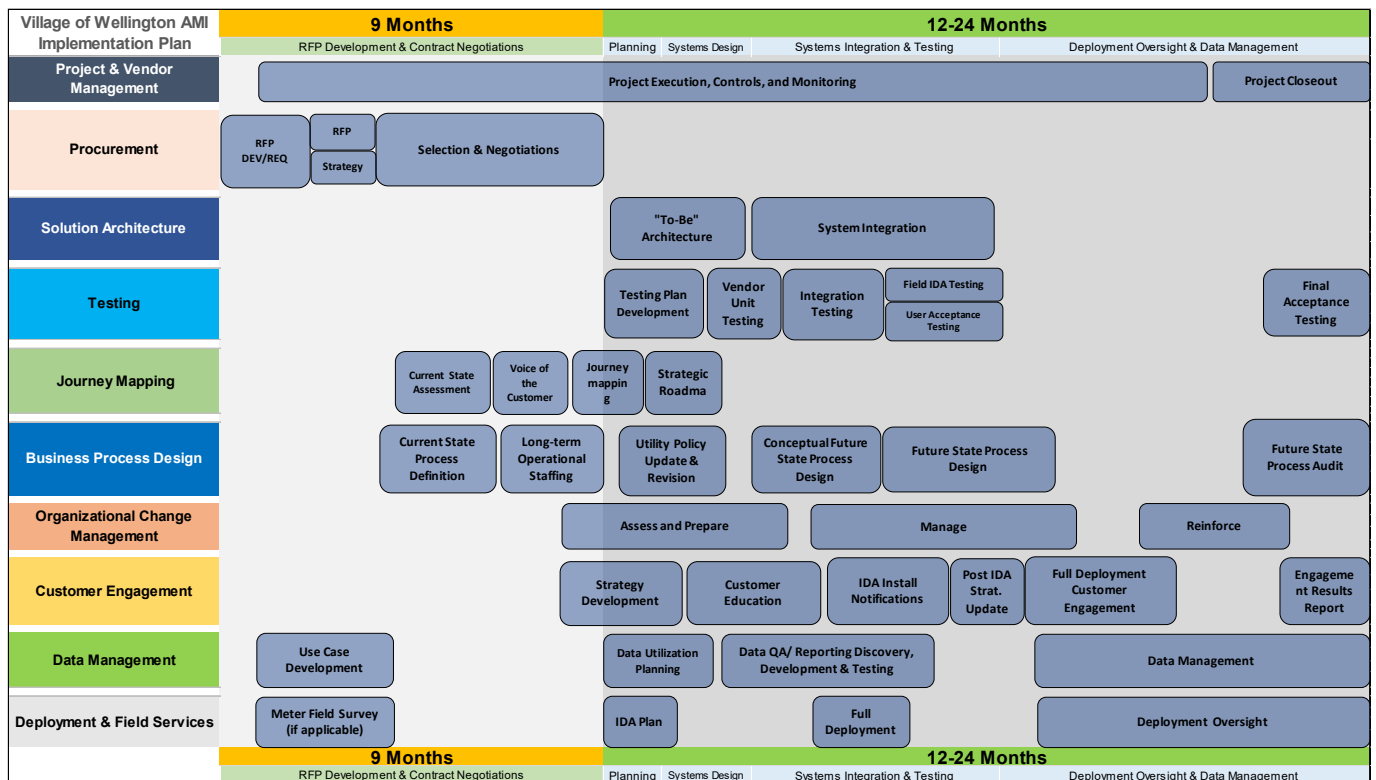 Village of Wellington AMI
Implementation Plan
9 Months
12-24 Months
RFP Development & Contract Negotiations
Planning
Systems Design
Systems Integration & Testing
Deployment Oversight & Data Management
Project & Vendor
Management
Project Execution, Controls, and Monitoring
Project Closeout
Procurement
RFP
DEV/REQ
RFP
Strategy
Selection & Negotiations
Solution Architecture
"To-Be"
Architecture
System Integration
Testing
Testing Plan
Development
Vendor
Unit
Testing
Integration
Testing
Field IDA Testing
User Acceptance
Testing
Final
Acceptance
Testing
Journey Mapping
Current State
Assessment
Voice of
the
Customer
Journey
mappin
g
Strategic
Roadma
Business Process Design
Current State
Process
Definition
Long-term
Operational
Staffing
Utility Policy
Update &
Revision
Conceptual Future
State Process
Design
Future State Process
Design
Future State
Process Audit
Organizational Change
Management
Assess and Prepare
Manage
Reinforce
Customer Engagement
Strategy
Development
Customer
Education
IDA Install
Notifications
Post IDA
Strat.
Update
Full Deployment
Customer
Engagement
Engageme
nt Results
Report
Data Management
Use Case
Development
Data Utilization
Planning
Data QA/ Reporting Discovery,
Development & Testing
Data Management
Deployment & Field Services
Meter Field Survey
(if applicable)
IDA Plan
Full
Deployment
Deployment Oversight
9 Months
12-24 Months
RFP Development & Contract Negotiations
Planning
Systems Design
Systems Integration & Testing
Deployment Oversight & Data Management